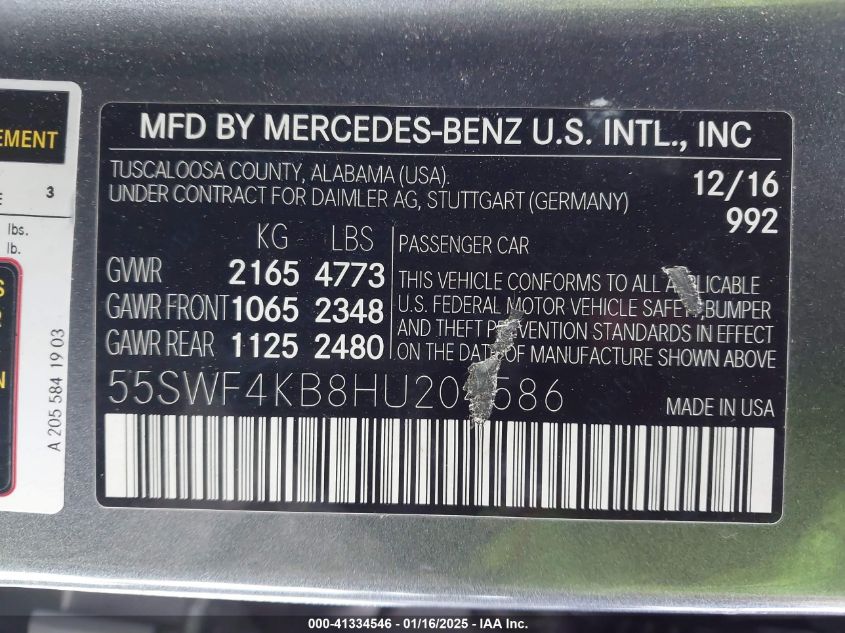 EMENT
3
lbs.
lb.
A 205 584 19 03
MFD BY MERCEDES-BENZ U.S. INTL., INC
TUSCALOOSA COUNTY, ALABAMA (USA).
UNDER CONTRACT FOR DAIMLER AG, STUTTGART (GERMANY)
12/16
992
KG LBS
GVWR 2165 4773
GAWR FRONT 1065 2348
GAWR REAR 1125 2480
PASSENGER CAR
THIS VEHICLE CONFORMS TO ALL APPLICABLE
U.S. FEDERAL MOTOR VEHICLE SAFETY, BUMPER
AND THEFT PREVENTION STANDARDS IN EFFECT
ON THE DATE OF MANUFACTURE SHOWN ABOVE
MADE IN USA
000-41334546 - 01/16/2025 - IAA Inc.